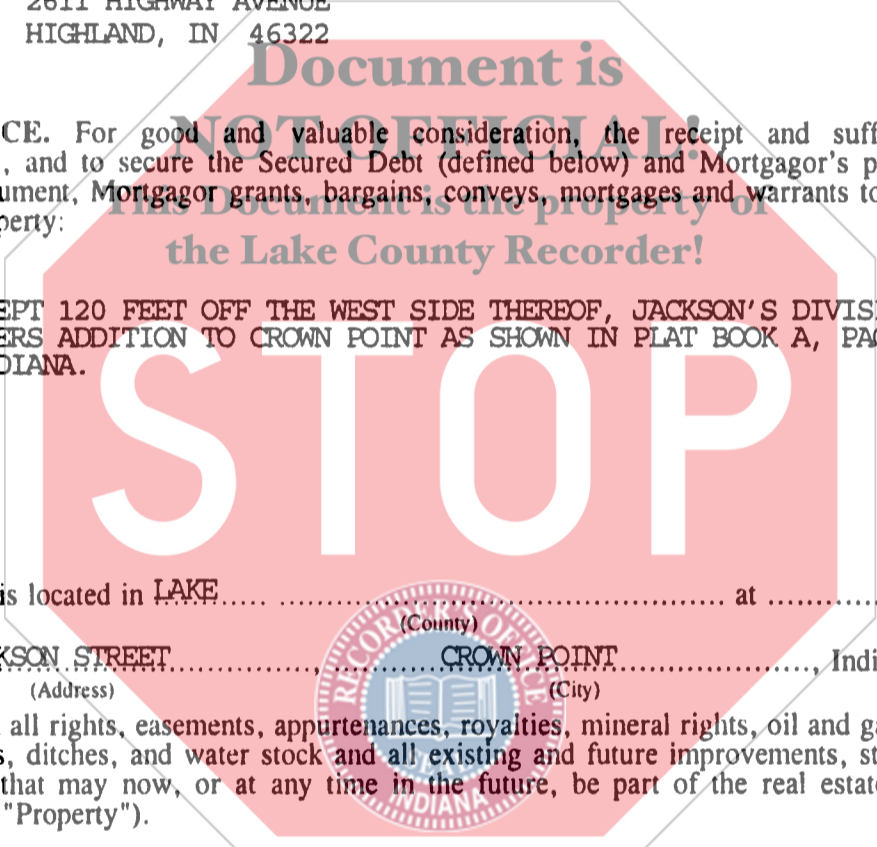 2611 HIGHWAY AVENUE
HIGHLAND, IN 46322
Document is
NOT OFFICIAL!
CE. For good and valuable consideration, the receipt and suff
, and to secure the Secured Debt (defined below) and Mortgagor's p
ument, Mortgagor grants, bargains, conveys, mortgages and warrants to
This Document is the property of
perty:
the Lake County Recorder!
EPT 120 FEET OFF THE WEST SIDE THEREOF, JACKSON'S DIVISI
ERS ADDITION TO CROWN POINT AS SHOWN IN PLAT BOOK A, PAG
DIANA.
STOP
is located in LAKE..... ........................................................ at ............
(County)
KSON STREET....................., ..............CROWN POINT........................, Indi
(Address) (City)
all rights, easements, appurtenances, royalties, mineral rights, oil and ga
s, ditches, and water stock and all existing and future improvements, st
that may now, or at any time in the future, be part of the real estate
"Property").
RECORDER'S OFFICE
INDIANA